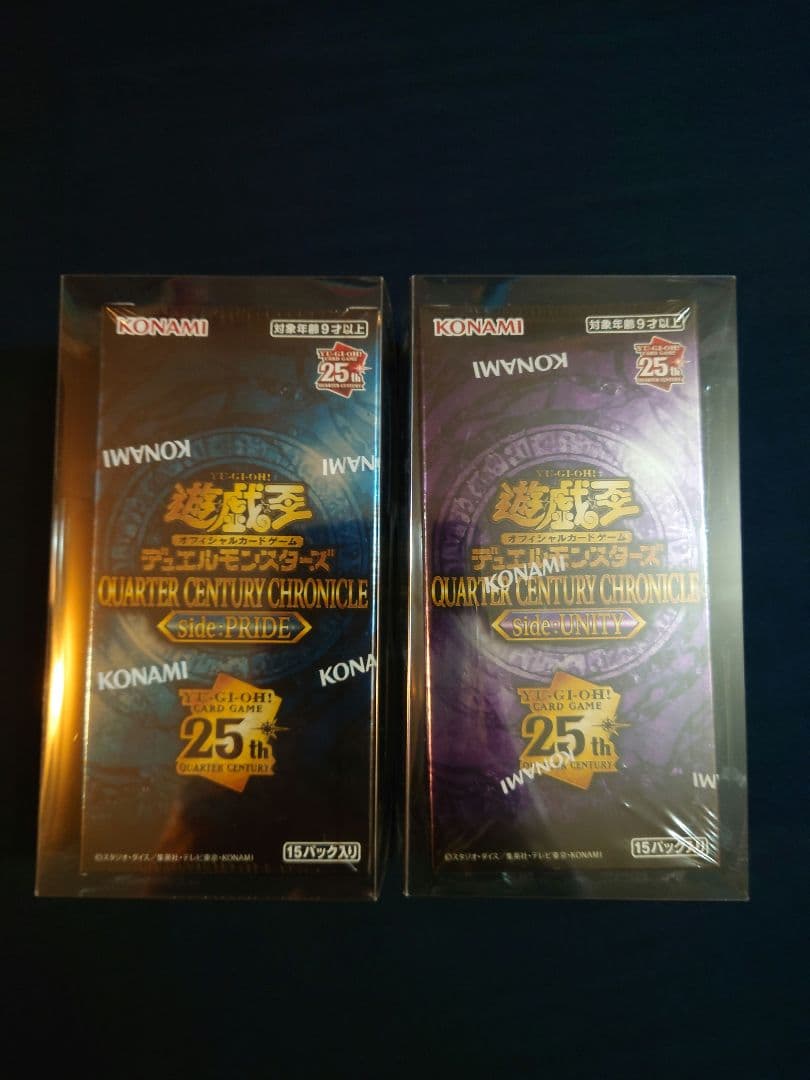 KONAMI
対象年齢9才以上
YU-GI-OH!
CARD GAME
25th
QUARTER CENTURY
KONAMI
KONAMI
YU-GI-OH!
遊戯王
オフィシャルカードゲーム
デュエルモンスターズ
QUARTER CENTURY CHRONICLE
side:PRIDE
KONAMI
KONA
YU-GI-OH!
CARD GAME
25th
QUARTER CENTURY
©スタジオ・ダイス/集英社・テレビ東京・KONAMI
15パック入り
KONAMI
対象年齢9才以上
YU-GI-OH!
CARD GAME
25th
QUARTER CENTURY
KONAMI
YU-GI-OH!
遊戯王
オフィシャルカードゲーム
デュエルモンスターズ
KONAMI
QUARTER CENTURY CHRONICLE
side:UNITY
YU-GI-OH!
CARD GAME
25th
QUARTER CENTURY
KONAMI
©スタジオ・ダイス/集英社・テレビ東京・KONAMI
15パック入り